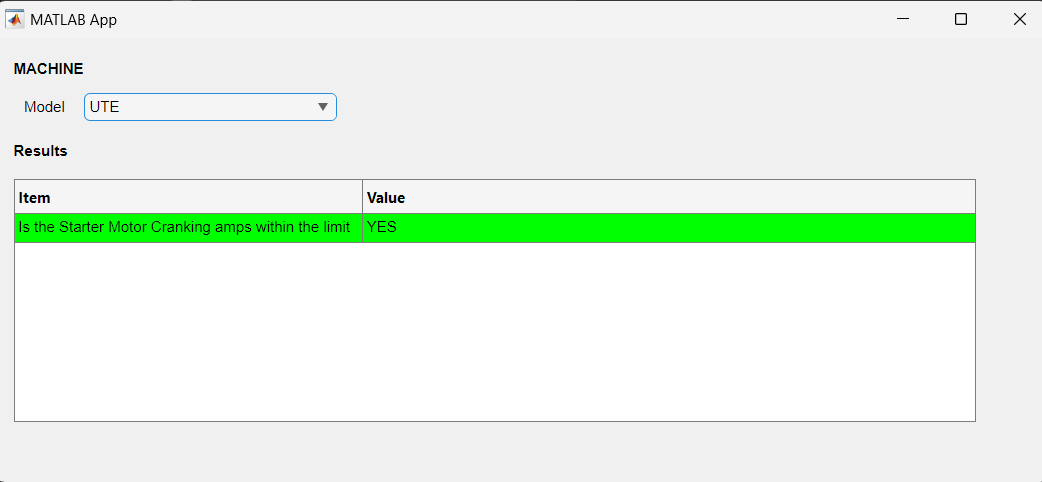 MATLAB App
MACHINE
Model UTE
Results
Item Value
Is the Starter Motor Cranking amps within the limit YES